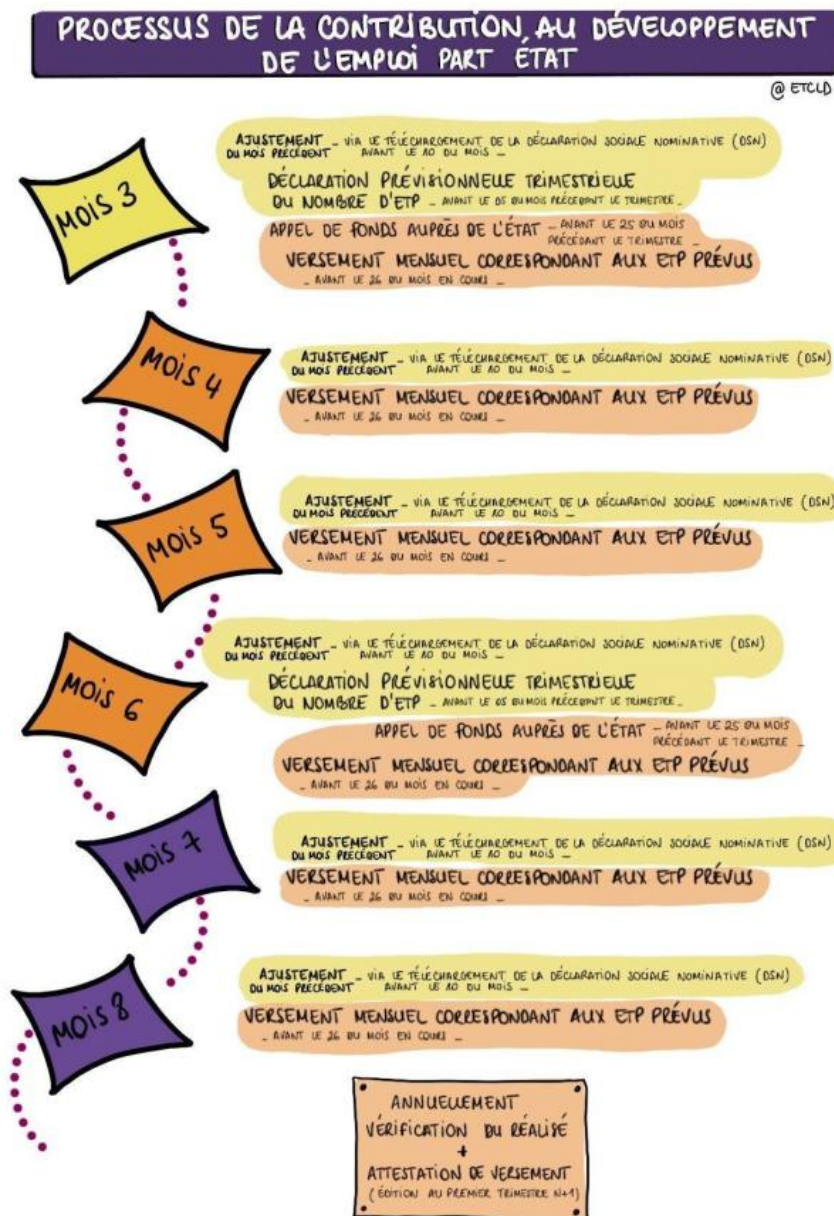 PROCESSUS DE LA CONTRIBUTION AU DÉVELOPPEMENT
DE L'EMPLOI PART ÉTAT
@ ETCLD
MOIS 3
AJUSTEMENT _ VIA LE TÉLÉCHARGEMENT DE LA DÉCLARATION SOCIALE NOMINATIVE (DSN)
DU MOIS PRÉCÉDENT AVANT LE 10 DU MOIS _
DÉCLARATION PRÉVISIONNELLE TRIMESTRIELLE
DU NOMBRE D'ETP _ AVANT LE 05 DU MOIS PRÉCÉDANT LE TRIMESTRE _
APPEL DE FONDS AUPRÈS DE L'ÉTAT _ AVANT LE 25 DU MOIS
PRÉCÉDANT LE TRIMESTRE _
VERSEMENT MENSUEL CORRESPONDANT AUX ETP PRÉVUS
_ AVANT LE 26 DU MOIS EN COURS _
MOIS 4
AJUSTEMENT _ VIA LE TÉLÉCHARGEMENT DE LA DÉCLARATION SOCIALE NOMINATIVE (DSN)
DU MOIS PRÉCÉDENT AVANT LE 10 DU MOIS _
VERSEMENT MENSUEL CORRESPONDANT AUX ETP PRÉVUS
_ AVANT LE 26 DU MOIS EN COURS _
MOIS 5
AJUSTEMENT _ VIA LE TÉLÉCHARGEMENT DE LA DÉCLARATION SOCIALE NOMINATIVE (DSN)
DU MOIS PRÉCÉDENT AVANT LE 10 DU MOIS _
VERSEMENT MENSUEL CORRESPONDANT AUX ETP PRÉVUS
_ AVANT LE 26 DU MOIS EN COURS _
MOIS 6
AJUSTEMENT _ VIA LE TÉLÉCHARGEMENT DE LA DÉCLARATION SOCIALE NOMINATIVE (DSN)
DU MOIS PRÉCÉDENT AVANT LE 10 DU MOIS _
DÉCLARATION PRÉVISIONNELLE TRIMESTRIELLE
DU NOMBRE D'ETP _ AVANT LE 05 DU MOIS PRÉCÉDANT LE TRIMESTRE _
APPEL DE FONDS AUPRÈS DE L'ÉTAT _ AVANT LE 25 DU MOIS
PRÉCÉDANT LE TRIMESTRE _
VERSEMENT MENSUEL CORRESPONDANT AUX ETP PRÉVUS
_ AVANT LE 26 DU MOIS EN COURS _
MOIS 7
AJUSTEMENT _ VIA LE TÉLÉCHARGEMENT DE LA DÉCLARATION SOCIALE NOMINATIVE (DSN)
DU MOIS PRÉCÉDENT AVANT LE 10 DU MOIS _
VERSEMENT MENSUEL CORRESPONDANT AUX ETP PRÉVUS
_ AVANT LE 26 DU MOIS EN COURS _
MOIS 8
AJUSTEMENT _ VIA LE TÉLÉCHARGEMENT DE LA DÉCLARATION SOCIALE NOMINATIVE (DSN)
DU MOIS PRÉCÉDENT AVANT LE 10 DU MOIS _
VERSEMENT MENSUEL CORRESPONDANT AUX ETP PRÉVUS
_ AVANT LE 26 DU MOIS EN COURS _
ANNUELLEMENT
VÉRIFICATION DU RÉALISÉ
+
ATTESTATION DE VERSEMENT
(ÉDITION AU PREMIER TRIMESTRE N+1)